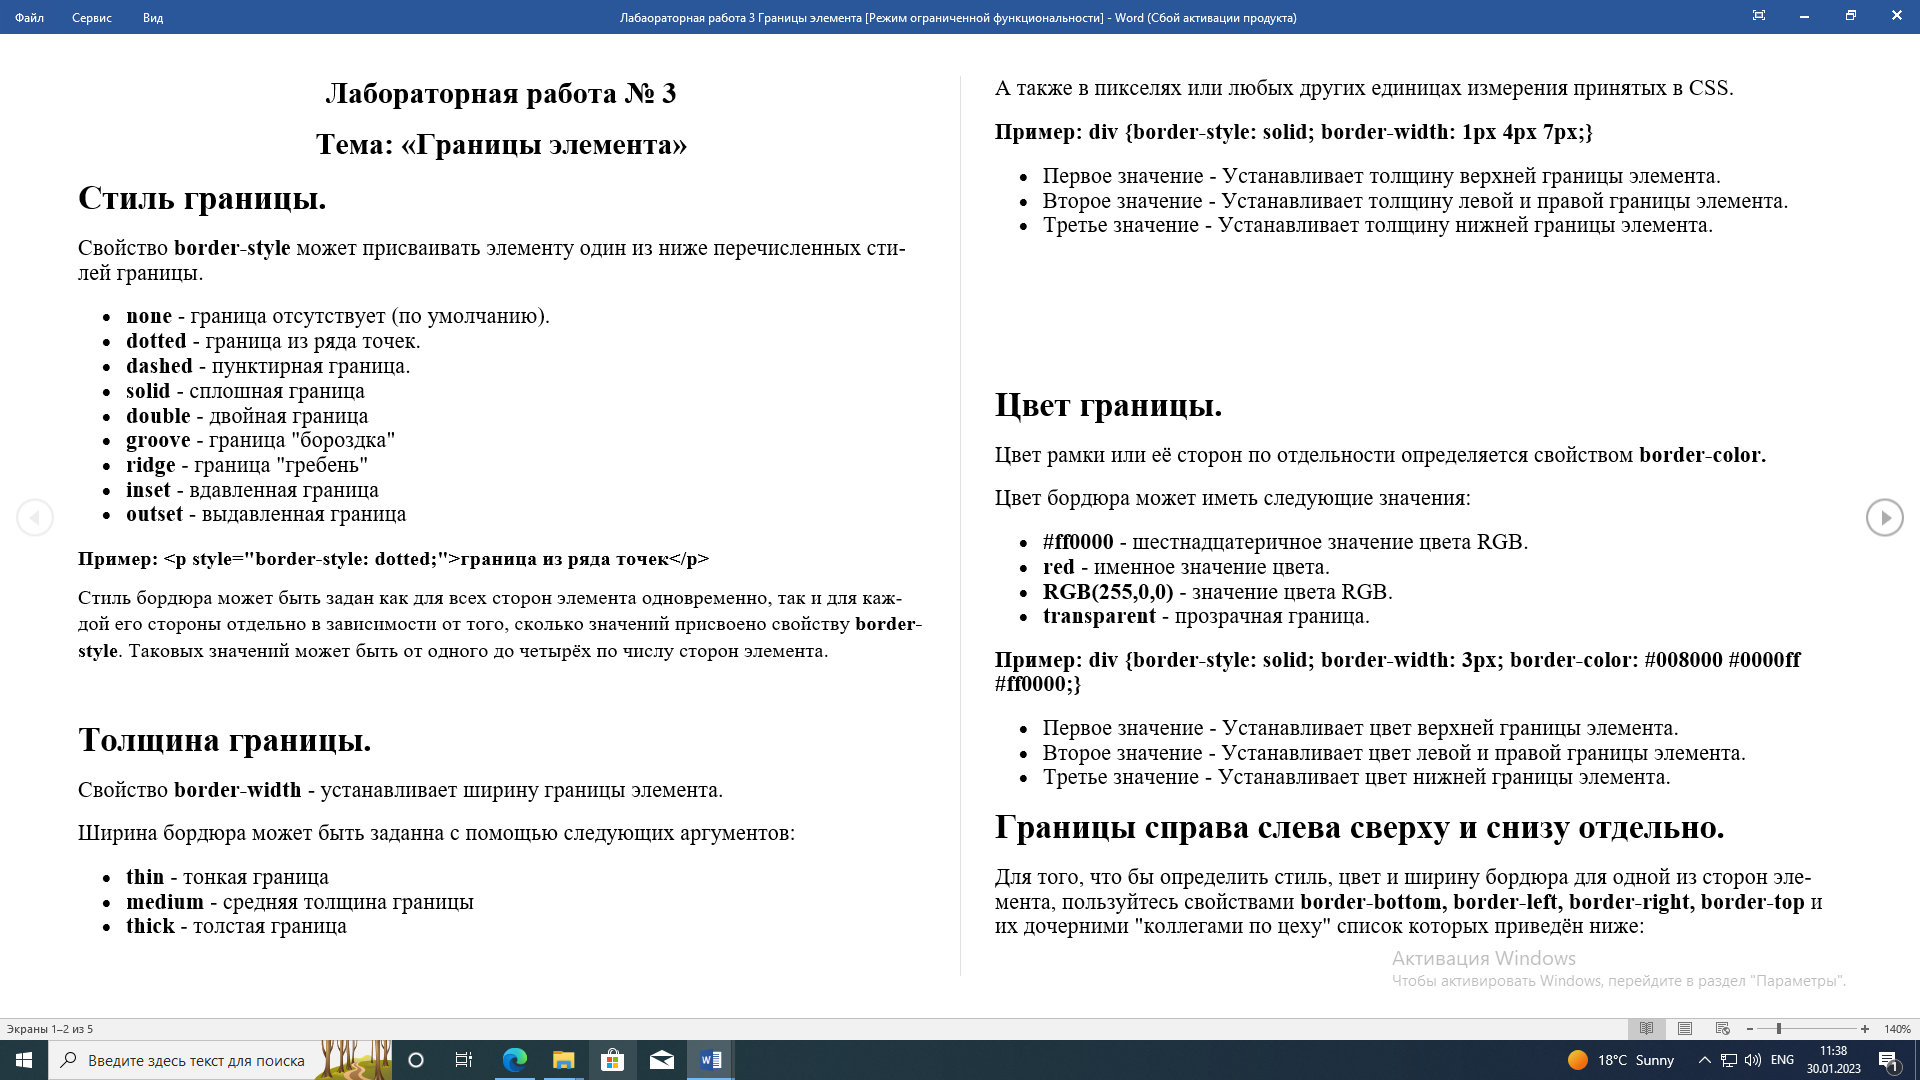 Файл Сервис Вид Лабаораторная работа 3 Границы элемента [Режим ограниченной функциональности] - Word (Сбой активации продукта)
Лабораторная работа № 3
Тема: «Границы элемента»
Стиль границы.
Свойство border-style может присваивать элементу один из ниже перечисленных сти-
лей границы.
• none - граница отсутствует (по умолчанию).
• dotted - граница из ряда точек.
• dashed - пунктирная граница.
• solid - сплошная граница
• double - двойная граница
• groove - граница "бороздка"
• ridge - граница "гребень"
• inset - вдавленная граница
• outset - выдавленная граница
Пример: <p style="border-style: dotted;">граница из ряда точек</p>
Стиль бордюра может быть задан как для всех сторон элемента одновременно, так и для каж-
дой его стороны отдельно в зависимости от того, сколько значений присвоено свойству border-
style. Таковых значений может быть от одного до четырёх по числу сторон элемента.
Толщина границы.
Свойство border-width - устанавливает ширину границы элемента.
Ширина бордюра может быть заданна с помощью следующих аргументов:
• thin - тонкая граница
• medium - средняя толщина границы
• thick - толстая граница
А также в пикселях или любых других единицах измерения принятых в CSS.
Пример: div {border-style: solid; border-width: 1px 4px 7px;}
• Первое значение - Устанавливает толщину верхней границы элемента.
• Второе значение - Устанавливает толщину левой и правой границы элемента.
• Третье значение - Устанавливает толщину нижней границы элемента.
Цвет границы.
Цвет рамки или её сторон по отдельности определяется свойством border-color.
Цвет бордюра может иметь следующие значения:
• #ff0000 - шестнадцатеричное значение цвета RGB.
• red - именное значение цвета.
• RGB(255,0,0) - значение цвета RGB.
• transparent - прозрачная граница.
Пример: div {border-style: solid; border-width: 3px; border-color: #008000 #0000ff
#ff0000;}
• Первое значение - Устанавливает цвет верхней границы элемента.
• Второе значение - Устанавливает цвет левой и правой границы элемента.
• Третье значение - Устанавливает цвет нижней границы элемента.
Границы справа слева сверху и снизу отдельно.
Для того, что бы определить стиль, цвет и ширину бордюра для одной из сторон эле-
мента, пользуйтесь свойствами border-bottom, border-left, border-right, border-top и
их дочерними "коллегами по цеху" список которых приведён ниже:
Активация Windows
Чтобы активировать Windows, перейдите в раздел "Параметры".
Экраны 1–2 из 5
140%
Введите здесь текст для поиска
18°C Sunny
ENG
11:38
30.01.2023
1